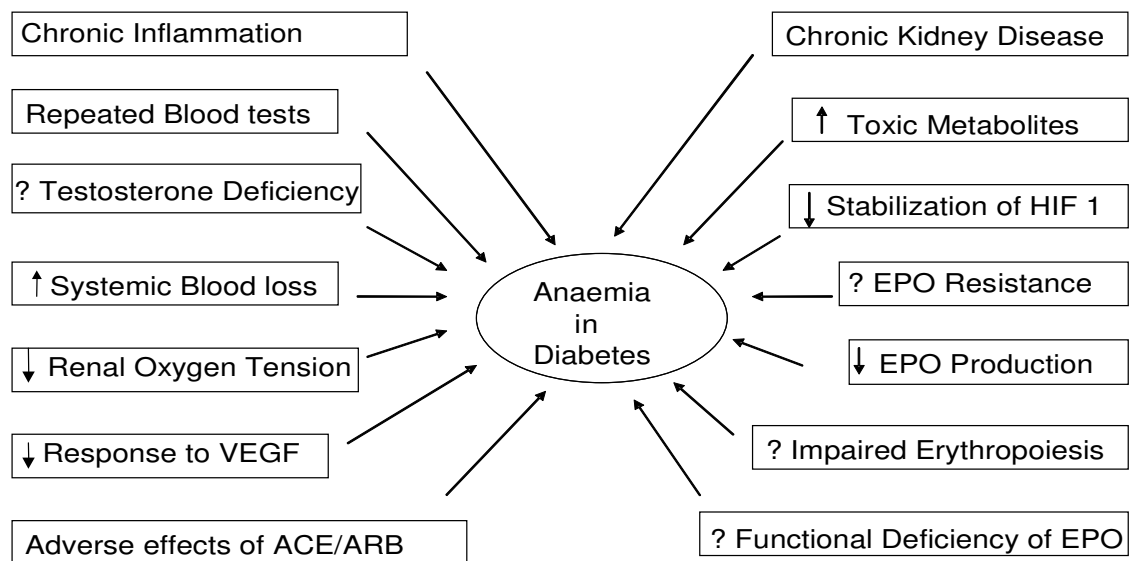 Chronic Inflammation
Repeated Blood tests
? Testosterone Deficiency
↑ Systemic Blood loss
↓ Renal Oxygen Tension
↓ Response to VEGF
Adverse effects of ACE/ARB
Anaemia
in
Diabetes
Chronic Kidney Disease
↑ Toxic Metabolites
↓ Stabilization of HIF 1
? EPO Resistance
↓ EPO Production
? Impaired Erythropoiesis
? Functional Deficiency of EPO